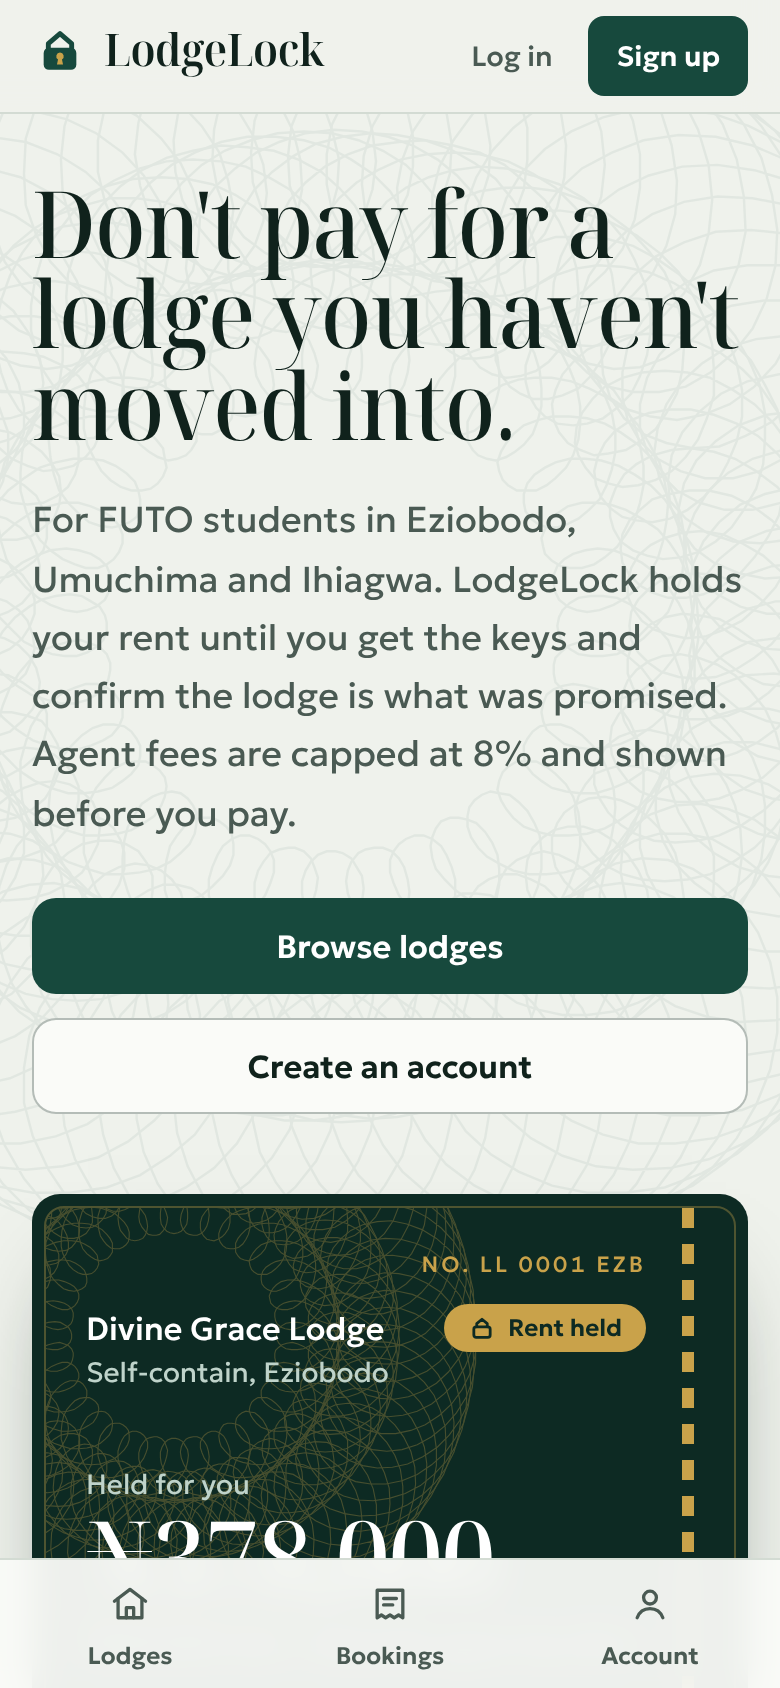 LodgeLock
Log in
Sign up
Don't pay for a
lodge you haven't
moved into.
For FUTO students in Eziobodo,
Umuchima and Ihiagwa. LodgeLock holds
your rent until you get the keys and
confirm the lodge is what was promised.
Agent fees are capped at 8% and shown
before you pay.
Browse lodges
Create an account
NO. LL 0001 EZB
Divine Grace Lodge
Rent held
Self-contain, Eziobodo
Held for you
₦378,000
Lodges
Bookings
Account